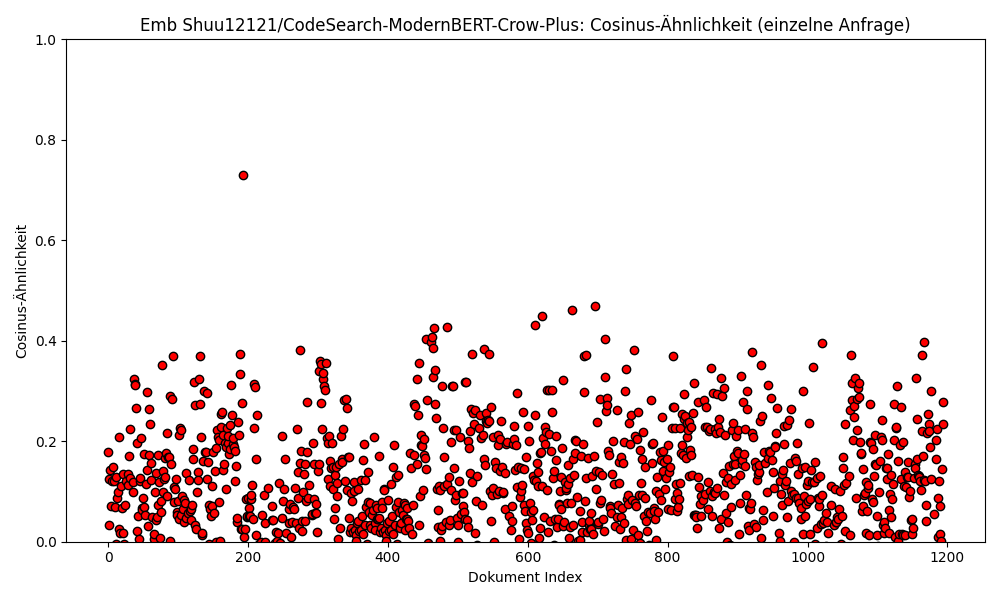 Emb Shuu12121/CodeSearch-ModernBERT-Crow-Plus: Cosinus-Ähnlichkeit (einzelne Anfrage)
1.0
0.8
0.6
0.4
0.2
0.0
Cosinus-Ähnlichkeit
0 200 400 600 800 1000 1200
Dokument Index